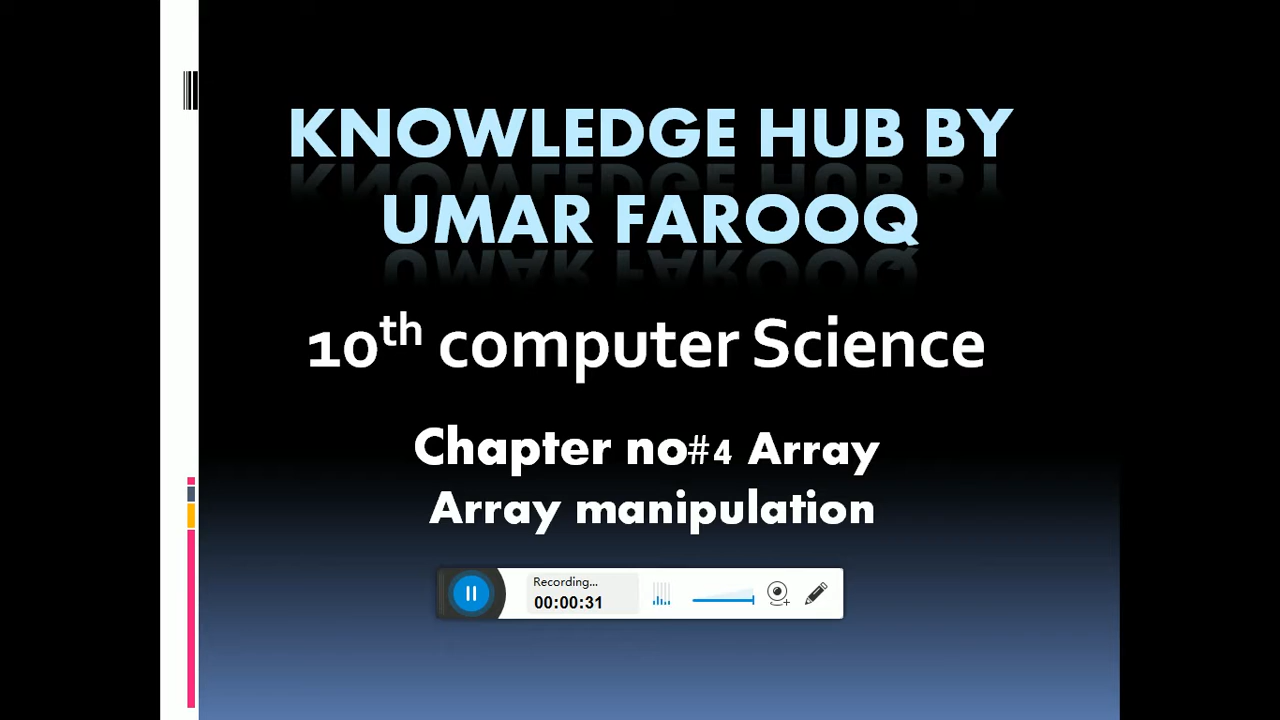 KNOWLEDGE HUB BY
UMAR FAROOQ
10th computer Science
Chapter no#4 Array
Array manipulation
Recording...
00:00:31